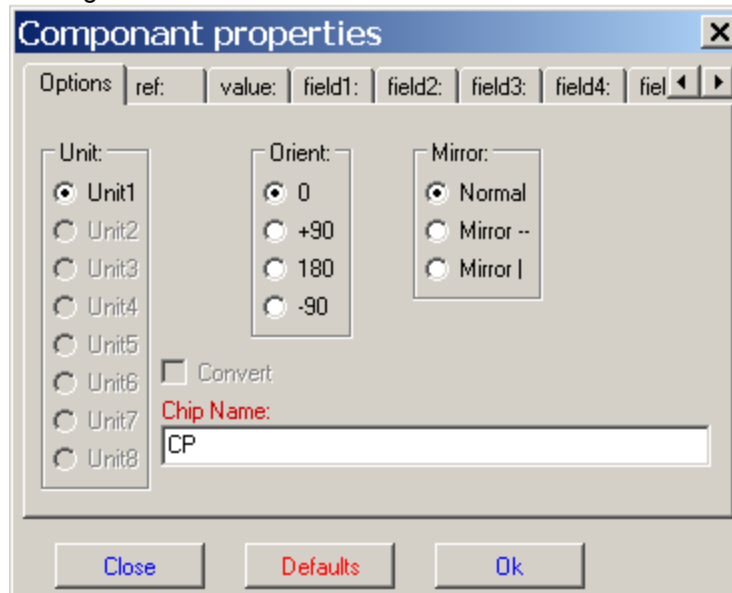 Componant properties
Options ref: value: field1: field2: field3: field4: fiel
Unit: Orient: Mirror:
Unit1 0 Normal
Unit2 +90 Mirror --
Unit3 180 Mirror |
Unit4 -90
Unit5
Unit6 Convert
Unit7 Chip Name:
Unit8 CP
Close Defaults Ok